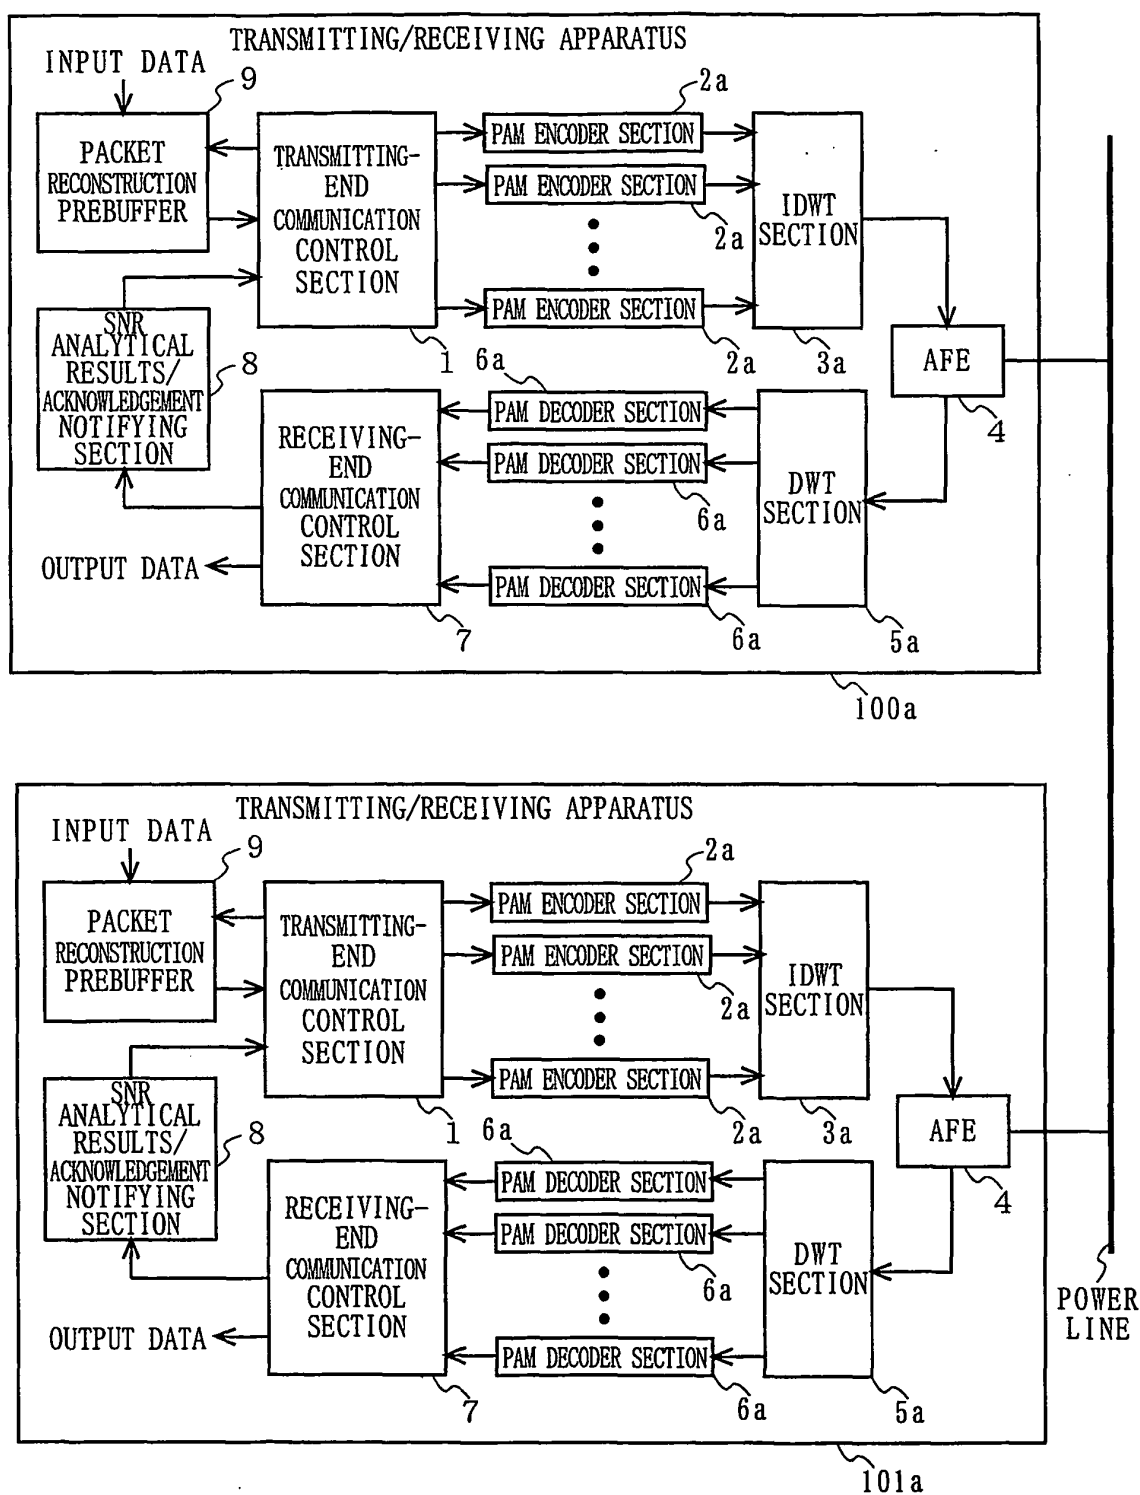 TRANSMITTING/RECEIVING APPARATUS
INPUT DATA
9
2a
PACKET
RECONSTRUCTION
PREBUFFER
TRANSMITTING-
END
COMMUNICATION
CONTROL
SECTION
PAM ENCODER SECTION
PAM ENCODER SECTION
2a
PAM ENCODER SECTION
IDWT
SECTION
SNR
ANALYTICAL
RESULTS/
ACKNOWLEDGEMENT
NOTIFYING
SECTION
8
1
6a
2a
3a
AFE
4
RECEIVING-
END
COMMUNICATION
CONTROL
SECTION
PAM DECODER SECTION
PAM DECODER SECTION
6a
PAM DECODER SECTION
DWT
SECTION
OUTPUT DATA
7
6a
5a
100a
TRANSMITTING/RECEIVING APPARATUS
INPUT DATA
9
2a
PACKET
RECONSTRUCTION
PREBUFFER
TRANSMITTING-
END
COMMUNICATION
CONTROL
SECTION
PAM ENCODER SECTION
PAM ENCODER SECTION
2a
PAM ENCODER SECTION
IDWT
SECTION
SNR
ANALYTICAL
RESULTS/
ACKNOWLEDGEMENT
NOTIFYING
SECTION
8
1
6a
2a
3a
AFE
4
RECEIVING-
END
COMMUNICATION
CONTROL
SECTION
PAM DECODER SECTION
PAM DECODER SECTION
6a
PAM DECODER SECTION
DWT
SECTION
POWER
LINE
OUTPUT DATA
7
6a
5a
101a